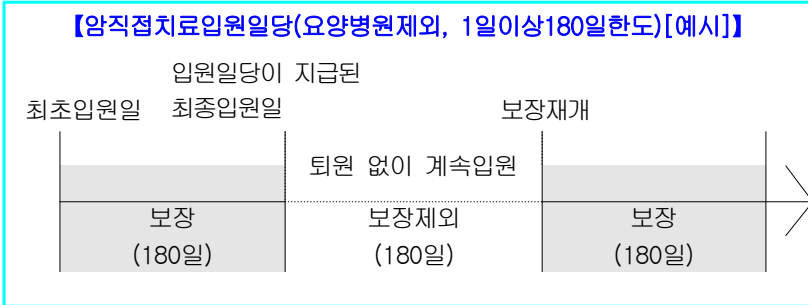 【암직접치료입원일당(요양병원제외, 1일이상180일한도)[예시]】
입원일당이 지급된
최초입원일 최종입원일 보장재개
퇴원 없이 계속입원
보장 보장제외 보장
(180일) (180일) (180일)